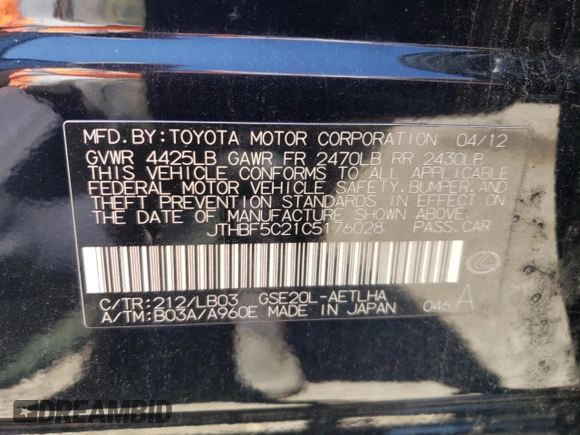 MFD.BY:TOYOTA MOTOR CORPORATION 04/12
GVWR 4425LB GAWR FR 2470LB RR 2430LB
THIS VEHICLE CONFORMS TO ALL APPLICABLE
FEDERAL MOTOR VEHICLE SAFETY,BUMPER,AND
THEFT PREVENTION STANDARDS IN EFFECT ON
THE DATE OF MANUFACTURE SHOWN ABOVE.
JTHBF5C21C5176028 PASS.CAR
C/TR:212/LB03 GSE20L-AETLHA
A/TM:B03A/A960E MADE IN JAPAN 046 A
DREAMBID